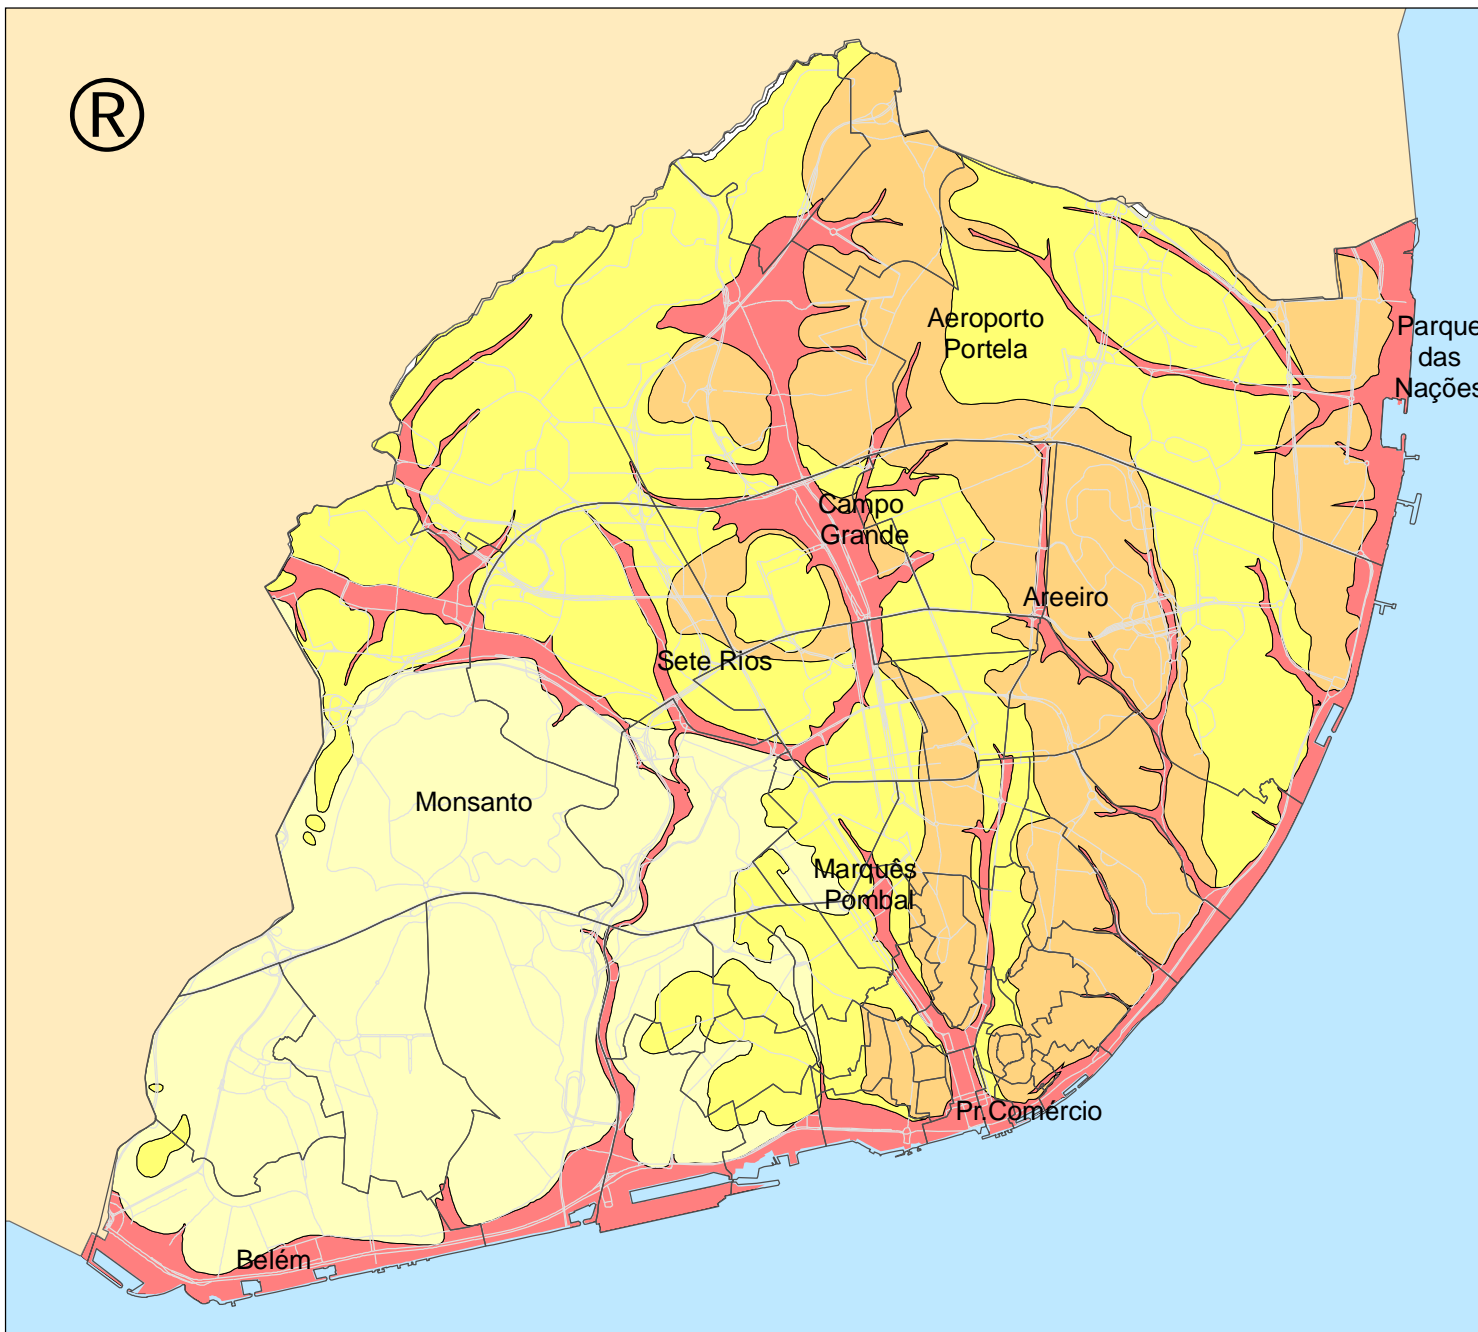 ®
Aeroporto
Portela
Parque
das
Nações
Campo
Grande
Areeiro
Sete Rios
Monsanto
Marquês
Pombal
Pr.Comércio
Belém